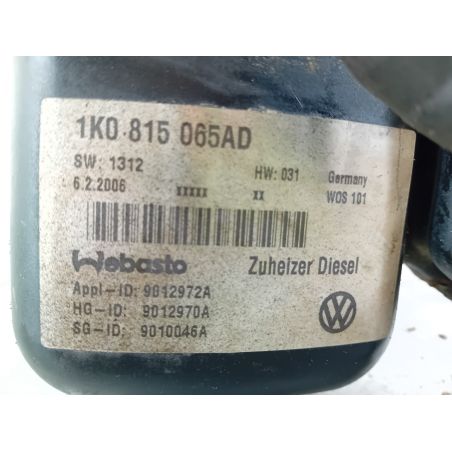 1K0 815 065AD
SW: 1312 HW: 031 Germany
6.2.2006 xxxxx xx WOS 101
Webasto Zuheizer Diesel
Appl-ID: 9012972A
HG-ID: 9012970A
SG-ID: 9010046A